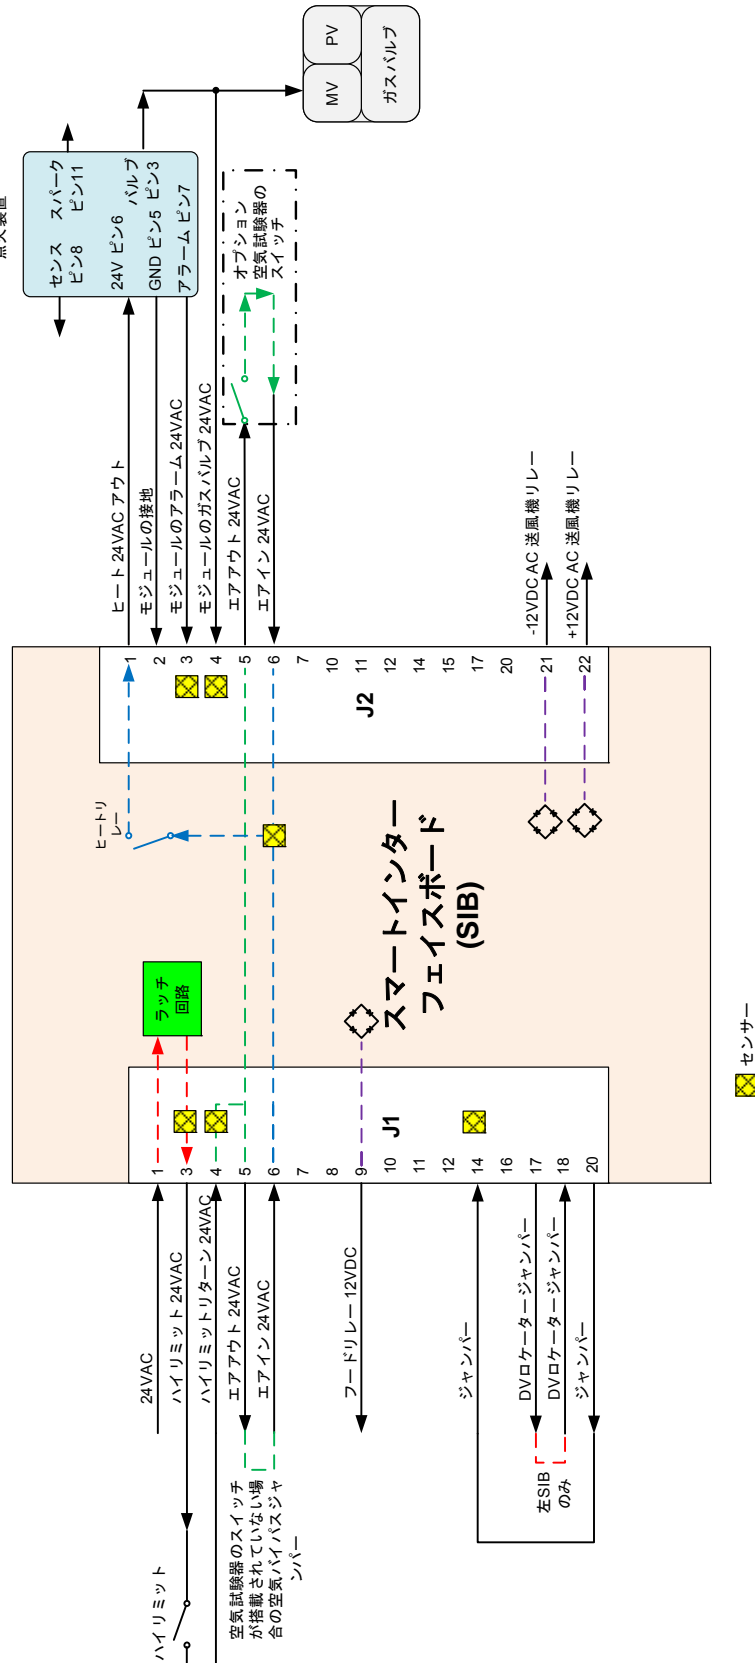 点火装置
センス
ピン8
スパーク
ピン11
24V ピン6
バルブ
GND ピン5 ピン3
アラーム ピン7
MV
PV
ガスバルブ
オプション
空気試験器の
スイッチ
ヒート 24VAC アウト
モジュールの接地
モジュールのアラーム 24VAC
モジュールのガスバルブ 24VAC
エアアウト 24VAC
エアイン 24VAC
-12VDC AC 送風機リレー
+12VDC AC 送風機リレー
1
2
3
4
5
6
7
10
11
12
14
15
17
20
21
22
J2
ヒートリ
レー
ラッチ
回路
スマートインター
フェイスボード
(SIB)
J1
1
3
4
5
6
7
8
9
10
11
12
14
16
17
18
20
24VAC
ハイリミット 24VAC
ハイリミットリターン 24VAC
エアアウト 24VAC
エアイン 24VAC
フードリレー 12VDC
ジャンパー
DVロケータージャンパー
DVロケータージャンパー
ジャンパー
ハイリミット
空気試験器のスイッチ
が搭載されていない場
合の空気バイパスジャ
ンパー
左SIB
のみ
センサー